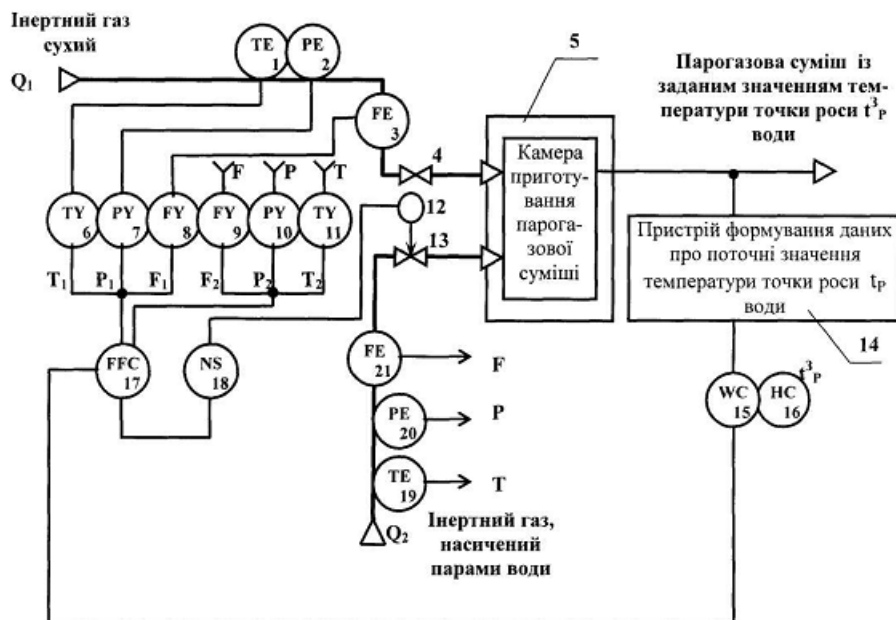 Інертний газ
сухий
Q₁
TE
1
PE
2
FE
3
4
5
Парогазова суміш із
заданим значенням тем-
ператури точки роси t³ₚ
води
Камера
приготу-
вання
парога-
зової
суміші
F
P
T
TY
6
PY
7
FY
8
FY
9
PY
10
TY
11
12
13
T₁
P₁
F₁
F₂
P₂
T₂
Пристрій формування даних
про поточні значення
температури точки роси tₚ
води
14
FFC
17
NS
18
FE
21
F
PE
20
P
TE
19
T
WC
15
HC
16
t³ₚ
Q₂
Інертний газ,
насичений
парами води